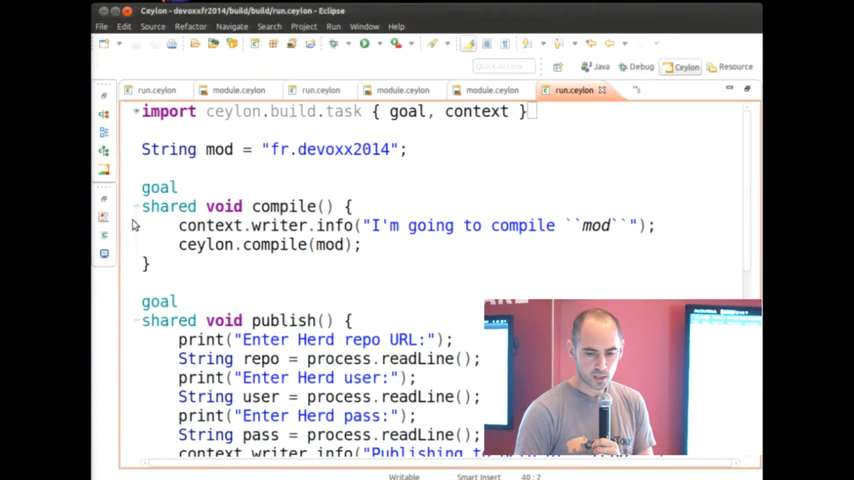 Ceylon - devoxxfr2014/build/build/run.ceylon - Eclipse
File Edit Source Refactor Navigate Search Project Run Window Help
Quick Access
Java Debug Ceylon Resource
run.ceylon module.ceylon run.ceylon module.ceylon module.ceylon run.ceylon
import ceylon.build.task { goal, context }
String mod = "fr.devoxx2014";
goal
shared void compile() {
context.writer.info("I'm going to compile ``mod``");
ceylon.compile(mod);
}
goal
shared void publish() {
print("Enter Herd repo URL:");
String repo = process.readLine();
print("Enter Herd user:");
String user = process.readLine();
print("Enter Herd pass:");
String pass = process.readLine();
context.writer.info("Publishing to
Writable Smart Insert 40 : 2